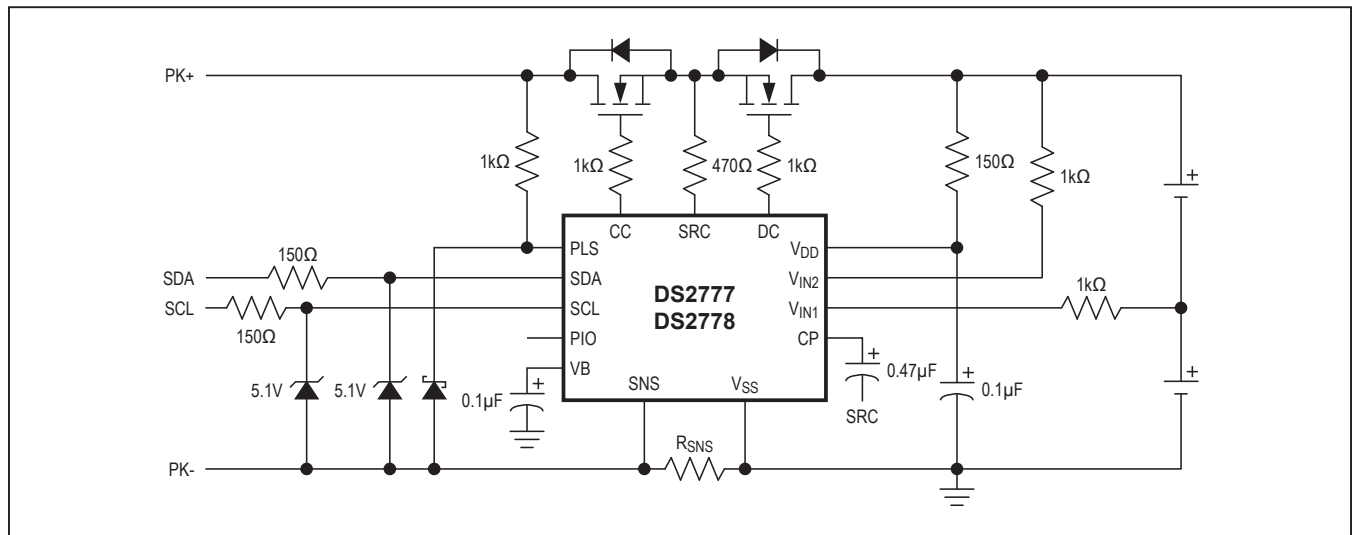 PK+
1kΩ
1kΩ
470Ω
1kΩ
150Ω
1kΩ
+
CC
SRC
DC
PLS
SDA
SCL
PIO
VB
SNS
VSS
VDD
VIN2
VIN1
CP
DS2777
DS2778
SDA
150Ω
SCL
150Ω
1kΩ
5.1V
5.1V
0.1µF
+
+
0.47µF
SRC
+
0.1µF
+
RSNS
PK-